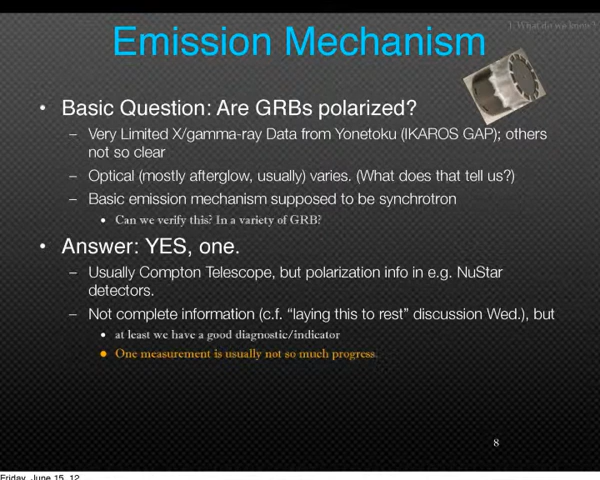 1. What do we know ?
Emission Mechanism
• Basic Question: Are GRBs polarized?
– Very Limited X/gamma-ray Data from Yonetoku (IKAROS GAP); others
not so clear
– Optical (mostly afterglow, usually) varies. (What does that tell us?)
– Basic emission mechanism supposed to be synchrotron
• Can we verify this? In a variety of GRB?
• Answer: YES, one.
– Usually Compton Telescope, but polarization info in e.g. NuStar
detectors.
– Not complete information (c.f. “laying this to rest” discussion Wed.), but
• at least we have a good diagnostic/indicator
• One measurement is usually not so much progress.
8
Friday, June 15, 12